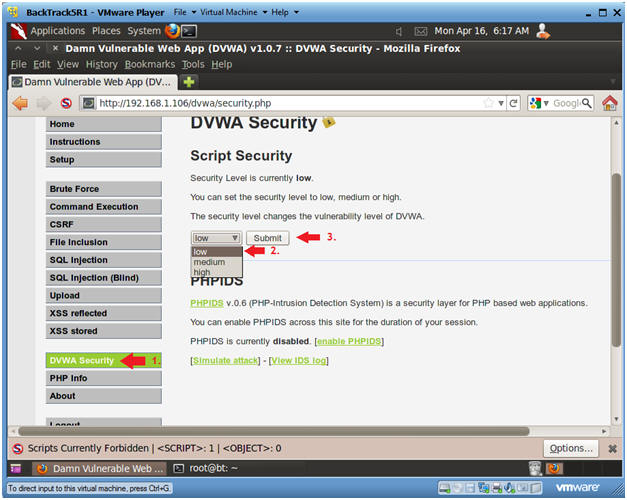 BackTrack5R1 - VMware Player File ▾ Virtual Machine ▾ Help ▾
Applications Places System Mon Apr 16, 6:17 AM
Damn Vulnerable Web App (DVWA) v1.0.7 :: DVWA Security - Mozilla Firefox
File Edit View History Bookmarks Tools Help
Damn Vulnerable Web App (DV...
http://192.168.1.106/dvwa/security.php
Googl
Home
Instructions
Setup
Brute Force
Command Execution
CSRF
File Inclusion
SQL Injection
SQL Injection (Blind)
Upload
XSS reflected
XSS stored
DVWA Security 1.
PHP Info
About
Logout
DVWA Security
Script Security
Security Level is currently low.
You can set the security level to low, medium or high.
The security level changes the vulnerability level of DVWA.
low Submit 3.
low 2.
medium
high
PHPIDS
PHPIDS v.0.6 (PHP-Intrusion Detection System) is a security layer for PHP based web applications.
You can enable PHPIDS across this site for the duration of your session.
PHPIDS is currently disabled. [enable PHPIDS]
[Simulate attack] - [View IDS log]
Scripts Currently Forbidden | <SCRIPT>: 1 | <OBJECT>: 0 Options...
Damn Vulnerable Web ... root@bt: ~
To direct input to this virtual machine, press Ctrl+G. vmware